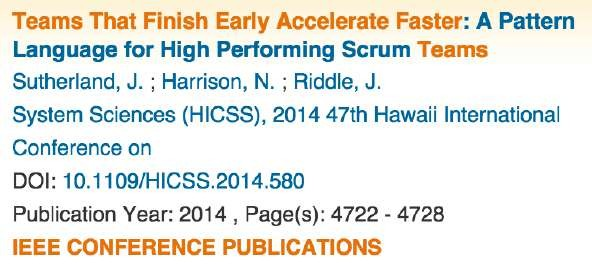 Teams That Finish Early Accelerate Faster: A Pattern
Language for High Performing Scrum Teams
Sutherland, J. ; Harrison, N. ; Riddle, J.
System Sciences (HICSS), 2014 47th Hawaii International
Conference on
DOI: 10.1109/HICSS.2014.580
Publication Year: 2014 , Page(s): 4722 - 4728
IEEE CONFERENCE PUBLICATIONS